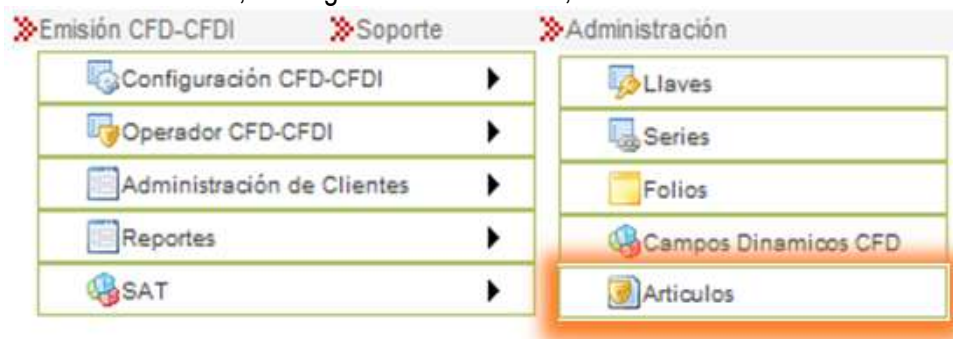 Emisión CFD-CFDI Soporte Administración
Configuración CFD-CFDI
Operador CFD-CFDI
Administración de Clientes
Reportes
SAT
Llaves
Series
Folios
Campos Dinamicos CFD
Articulos